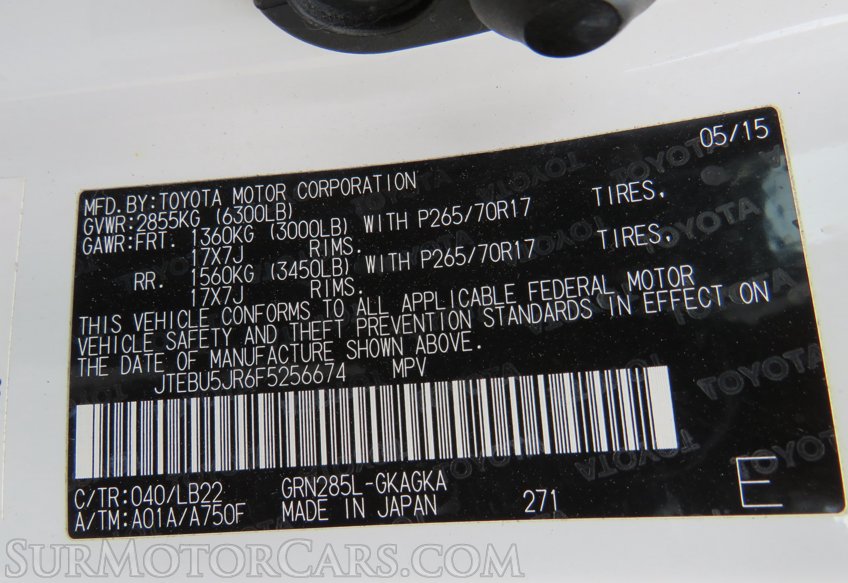 05/15
MFD.BY:TOYOTA MOTOR CORPORATION
GVWR:2855KG (6300LB)
GAWR:FRT. 1360KG (3000LB) WITH P265/70R17 TIRES,
17X7J RIMS.
RR. 1560KG (3450LB) WITH P265/70R17 TIRES,
17X7J RIMS.
THIS VEHICLE CONFORMS TO ALL APPLICABLE FEDERAL MOTOR
VEHICLE SAFETY AND THEFT PREVENTION STANDARDS IN EFFECT ON
THE DATE OF MANUFACTURE SHOWN ABOVE.
JTEBU5JR6F5256674 MPV
C/TR:040/LB22 GRN285L-GKAGKA
A/TM:A01A/A750F MADE IN JAPAN 271 E
TOYOTA
SURMOTORCARS.COM